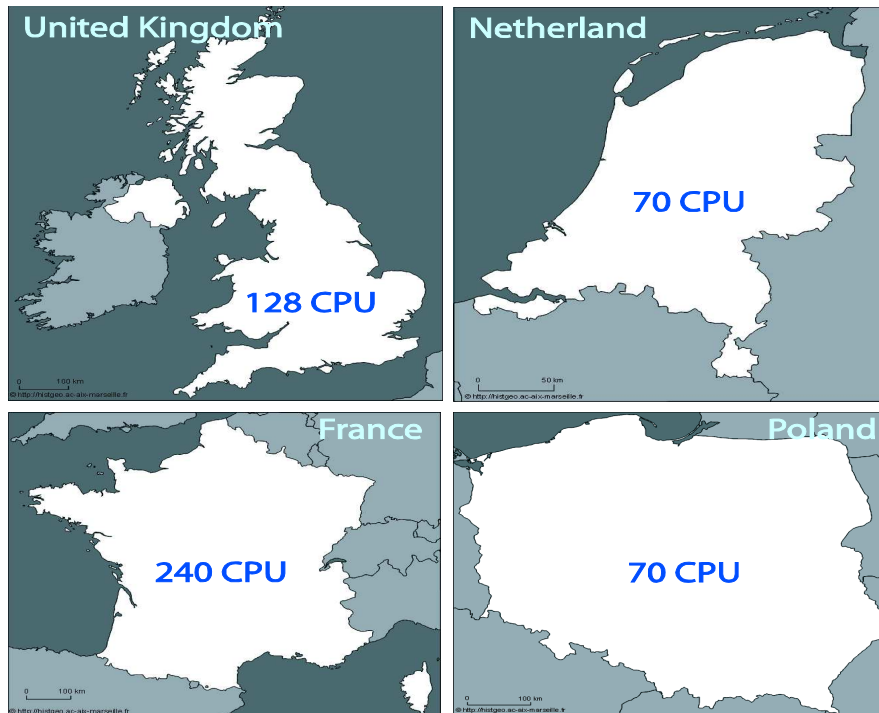 United Kingdom
128 CPU
0 100 km
© http://histgeo.ac-aix-marseille.fr
Netherland
70 CPU
0 50 km
© http://histgeo.ac-aix-marseille.fr
France
240 CPU
0 100 km
© http://histgeo.ac-aix-marseille.fr
Poland
70 CPU
0 100 km
© http://histgeo.ac-aix-marseille.fr